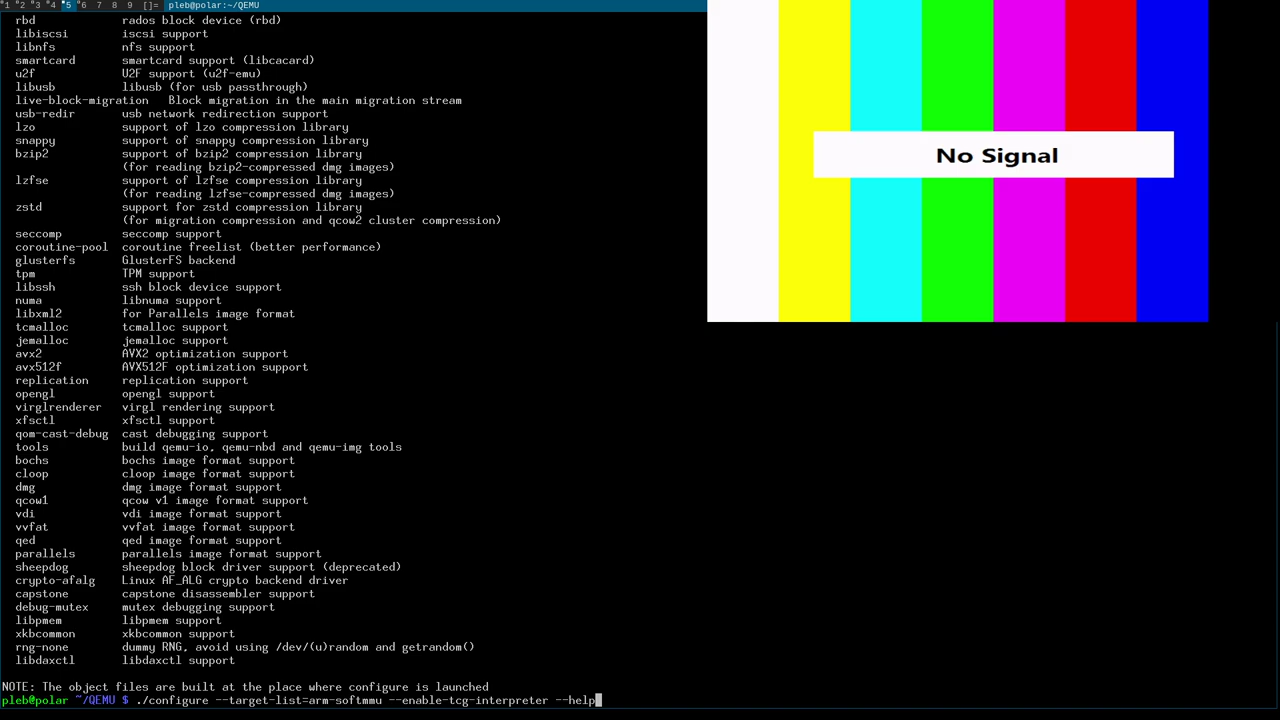 °1 °2 °3 °4 °5 °6 7 8 9 []= pleb@polar:~/QEMU
rbd rados block device (rbd)
libiscsi iscsi support
libnfs nfs support
smartcard smartcard support (libcacard)
u2f U2F support (u2f-emu)
libusb libusb (for usb passthrough)
live-block-migration Block migration in the main migration stream
usb-redir usb network redirection support
lzo support of lzo compression library
snappy support of snappy compression library
bzip2 support of bzip2 compression library
(for reading bzip2-compressed dmg images)
lzfse support of lzfse compression library
(for reading lzfse-compressed dmg images)
zstd support for zstd compression library
(for migration compression and qcow2 cluster compression)
seccomp seccomp support
coroutine-pool coroutine freelist (better performance)
glusterfs GlusterFS backend
tpm TPM support
libssh ssh block device support
numa libnuma support
libxml2 for Parallels image format
tcmalloc tcmalloc support
jemalloc jemalloc support
avx2 AVX2 optimization support
avx512f AVX512F optimization support
replication replication support
opengl opengl support
virglrenderer virgl rendering support
xfsctl xfsctl support
qom-cast-debug cast debugging support
tools build qemu-io, qemu-nbd and qemu-img tools
bochs bochs image format support
cloop cloop image format support
dmg dmg image format support
qcow1 qcow v1 image format support
vdi vdi image format support
vvfat vvfat image format support
qed qed image format support
parallels parallels image format support
sheepdog sheepdog block driver support (deprecated)
crypto-afalg Linux AF_ALG crypto backend driver
capstone capstone disassembler support
debug-mutex mutex debugging support
libpmem libpmem support
xkbcommon xkbcommon support
rng-none dummy RNG, avoid using /dev/(u)random and getrandom()
libdaxctl libdaxctl support
NOTE: The object files are built at the place where configure is launched
pleb@polar ~/QEMU $ ./configure --target-list=arm-softmmu --enable-tcg-interpreter --help
No Signal